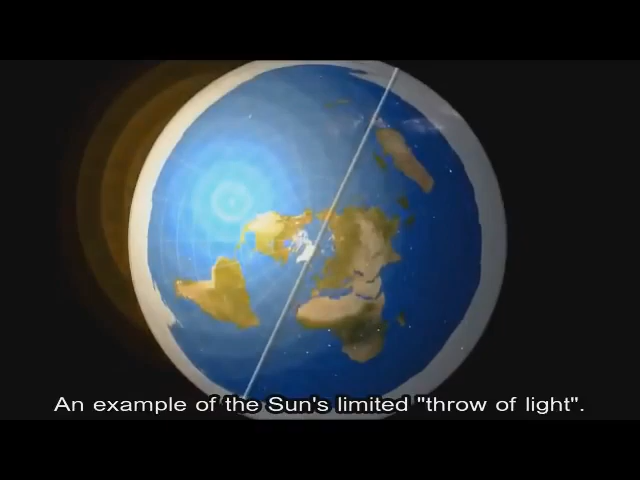 An example of the Sun's limited "throw of light".